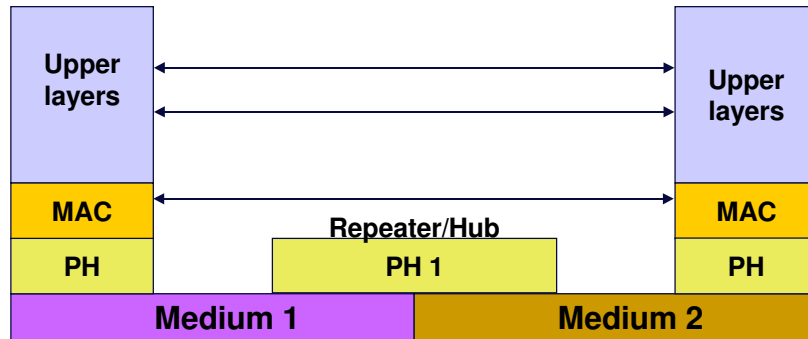 Upper
layers
Upper
layers
MAC
MAC
Repeater/Hub
PH
PH 1
PH
Medium 1
Medium 2